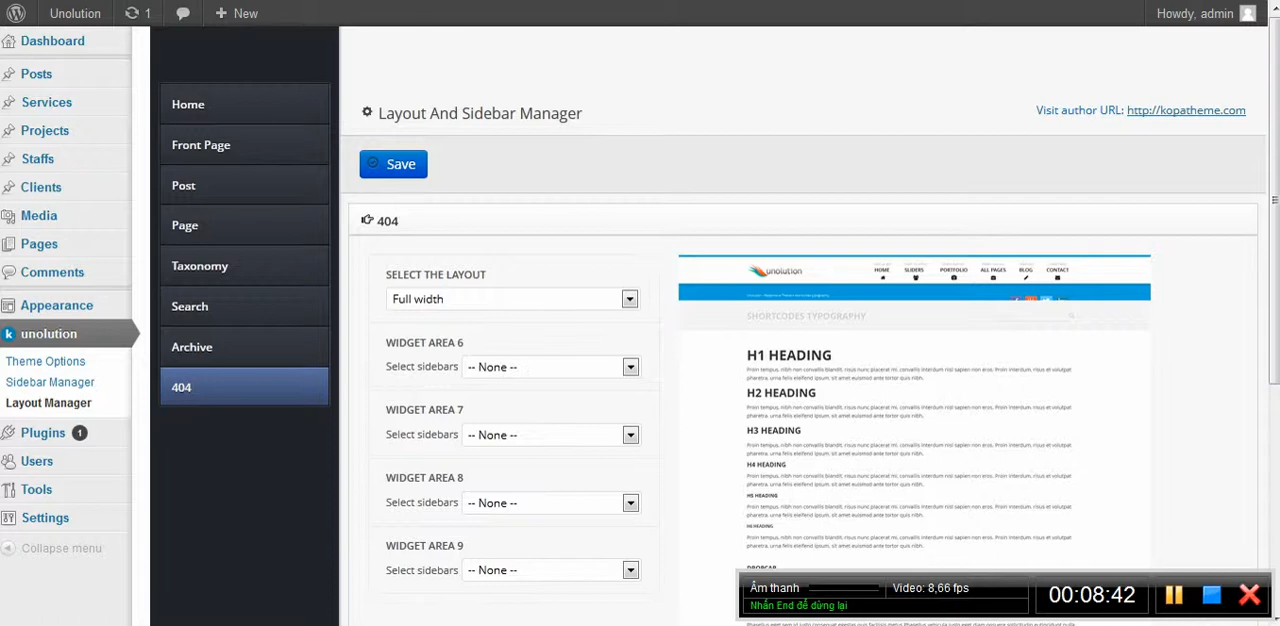 Unolution
1
New
Howdy, admin
Dashboard
Posts
Services
Projects
Staffs
Clients
Media
Pages
Comments
Appearance
unolution
Theme Options
Sidebar Manager
Layout Manager
Plugins 1
Users
Tools
Settings
Collapse menu
Home
Front Page
Post
Page
Taxonomy
Search
Archive
404
Layout And Sidebar Manager
Visit author URL: http://kopatheme.com
Save
404
SELECT THE LAYOUT
Full width
WIDGET AREA 6
Select sidebars -- None --
WIDGET AREA 7
Select sidebars -- None --
WIDGET AREA 8
Select sidebars -- None --
WIDGET AREA 9
Select sidebars -- None --
unolution
HOME SLIDERS PORTFOLIO ALL PAGES BLOG CONTACT
SHORTCODES TYPOGRAPHY
H1 HEADING
H2 HEADING
H3 HEADING
H4 HEADING
H5 HEADING
H6 HEADING
Âm thanh
Video: 8,66 fps
Nhấn End để dừng lại
00:08:42